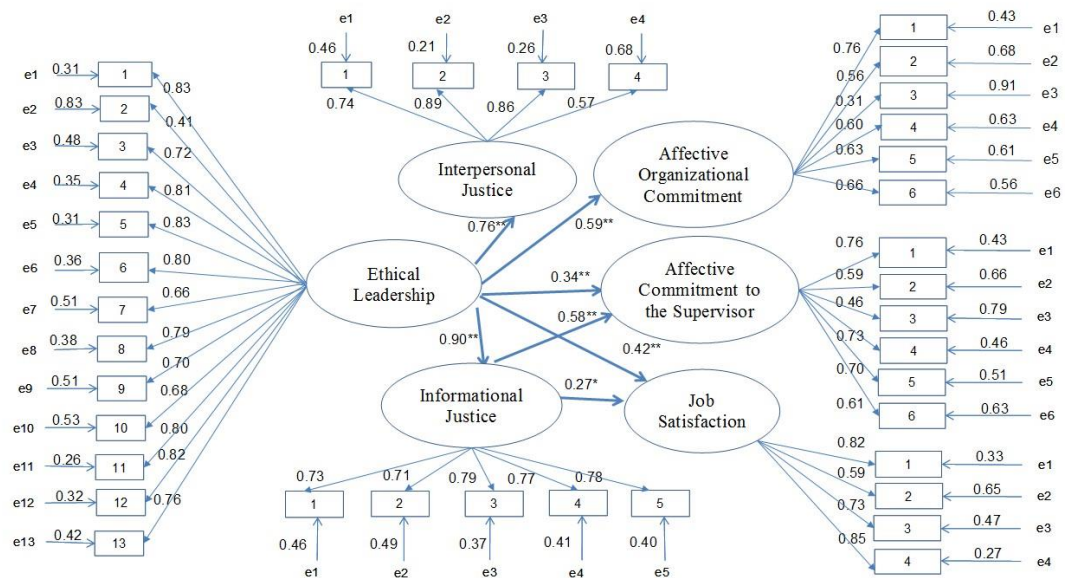 e1 0.31 1 0.83
e2 0.83 2 0.41
e3 0.48 3 0.72
e4 0.35 4 0.81
e5 0.31 5 0.83
e6 0.36 6 0.80
e7 0.51 7 0.66
e8 0.38 8 0.79
e9 0.51 9 0.70
e10 0.53 10 0.68
e11 0.26 11 0.80
e12 0.32 12 0.82
e13 0.42 13 0.76
e1 e2 e3 e4
0.46 0.21 0.26 0.68
1 2 3 4
0.74 0.89 0.86 0.57
Interpersonal
Justice
Affective
Organizational
Commitment
0.76** 0.59**
Ethical
Leadership
0.34**
Affective
Commitment to
the Supervisor
0.58**
0.90** 0.42**
Informational
Justice
0.27*
Job
Satisfaction
0.73 0.71 0.79 0.77 0.78
1 2 3 4 5
0.46 0.49 0.37 0.41 0.40
e1 e2 e3 e4 e5
0.76 1 0.43 e1
0.56 2 0.68 e2
0.31 3 0.91 e3
0.60 4 0.63 e4
0.63 5 0.61 e5
0.66 6 0.56 e6
0.76 1 0.43 e1
0.59 2 0.66 e2
0.46 3 0.79 e3
0.73 4 0.46 e4
0.70 5 0.51 e5
0.61 6 0.63 e6
0.82 1 0.33 e1
0.59 2 0.65 e2
0.73 3 0.47 e3
0.85 4 0.27 e4